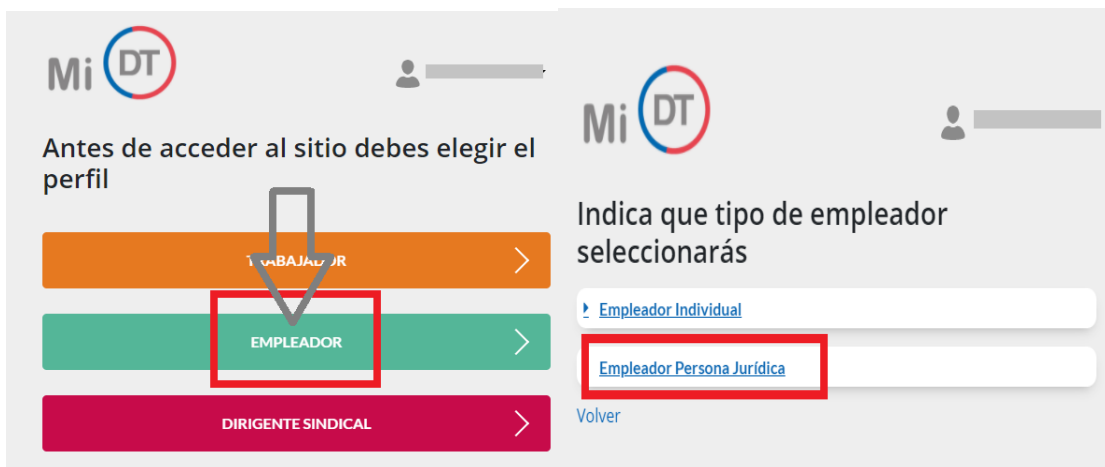 Mi DT
Antes de acceder al sitio debes elegir el
perfil
TRABAJADOR
EMPLEADOR
DIRIGENTE SINDICAL
Mi DT
Indica que tipo de empleador
seleccionarás
Empleador Individual
Empleador Persona Jurídica
Volver